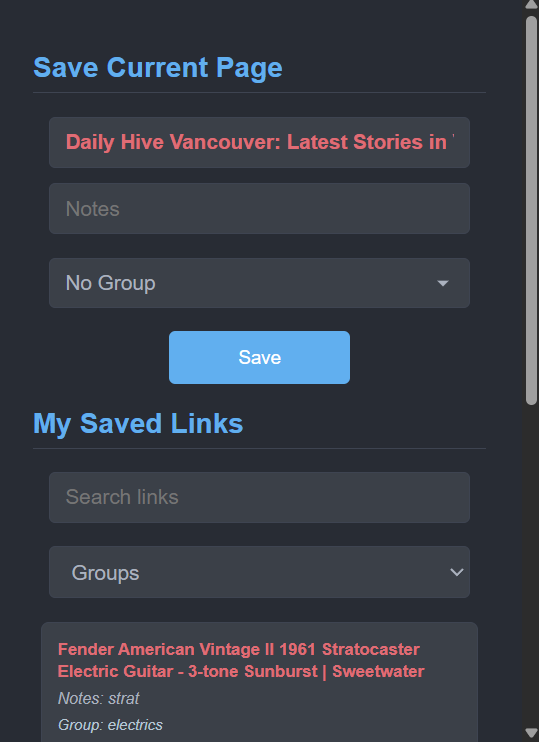 Save Current Page
Daily Hive Vancouver: Latest Stories in
Notes
No Group
Save
My Saved Links
Search links
Groups
Fender American Vintage II 1961 Stratocaster
Electric Guitar - 3-tone Sunburst | Sweetwater
Notes: strat
Group: electrics